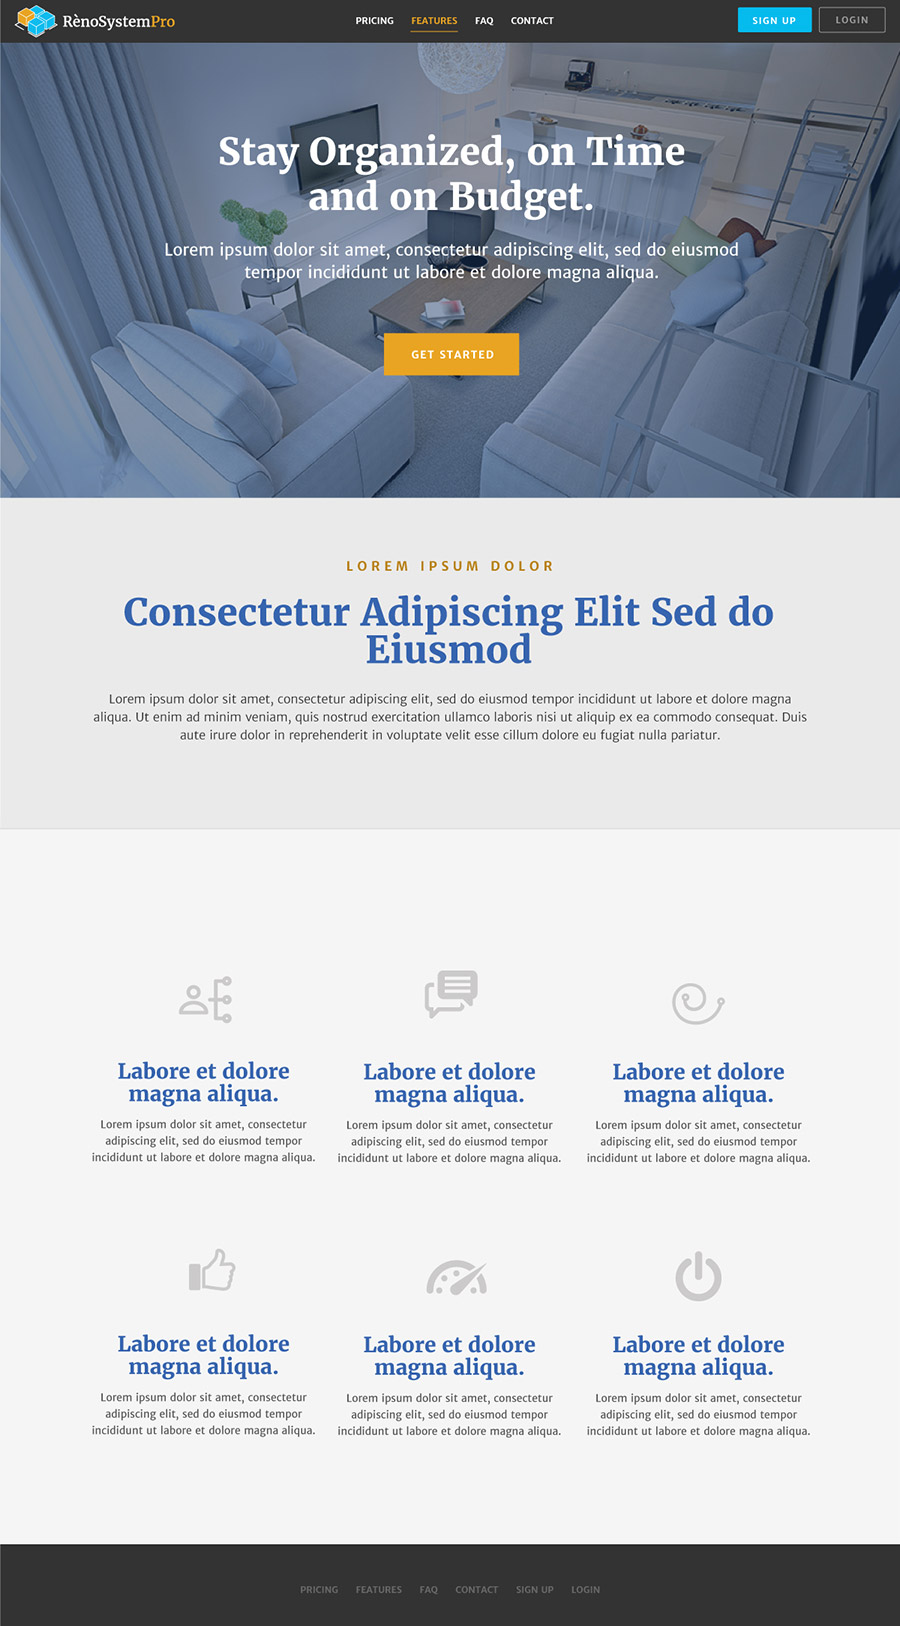 RènoSystemPro
PRICING FEATURES FAQ CONTACT
SIGN UP LOGIN
Stay Organized, on Time
and on Budget.
Lorem ipsum dolor sit amet, consectetur adipiscing elit, sed do eiusmod
tempor incididunt ut labore et dolore magna aliqua.
GET STARTED
LOREM IPSUM DOLOR
Consectetur Adipiscing Elit Sed do
Eiusmod
Lorem ipsum dolor sit amet, consectetur adipiscing elit, sed do eiusmod tempor incididunt ut labore et dolore magna
aliqua. Ut enim ad minim veniam, quis nostrud exercitation ullamco laboris nisi ut aliquip ex ea commodo consequat. Duis
aute irure dolor in reprehenderit in voluptate velit esse cillum dolore eu fugiat nulla pariatur.
Labore et dolore
magna aliqua.
Lorem ipsum dolor sit amet, consectetur
adipiscing elit, sed do eiusmod tempor
incididunt ut labore et dolore magna aliqua.
Labore et dolore
magna aliqua.
Lorem ipsum dolor sit amet, consectetur
adipiscing elit, sed do eiusmod tempor
incididunt ut labore et dolore magna aliqua.
Labore et dolore
magna aliqua.
Lorem ipsum dolor sit amet, consectetur
adipiscing elit, sed do eiusmod tempor
incididunt ut labore et dolore magna aliqua.
Labore et dolore
magna aliqua.
Lorem ipsum dolor sit amet, consectetur
adipiscing elit, sed do eiusmod tempor
incididunt ut labore et dolore magna aliqua.
Labore et dolore
magna aliqua.
Lorem ipsum dolor sit amet, consectetur
adipiscing elit, sed do eiusmod tempor
incididunt ut labore et dolore magna aliqua.
Labore et dolore
magna aliqua.
Lorem ipsum dolor sit amet, consectetur
adipiscing elit, sed do eiusmod tempor
incididunt ut labore et dolore magna aliqua.
PRICING FEATURES FAQ CONTACT SIGN UP LOGIN